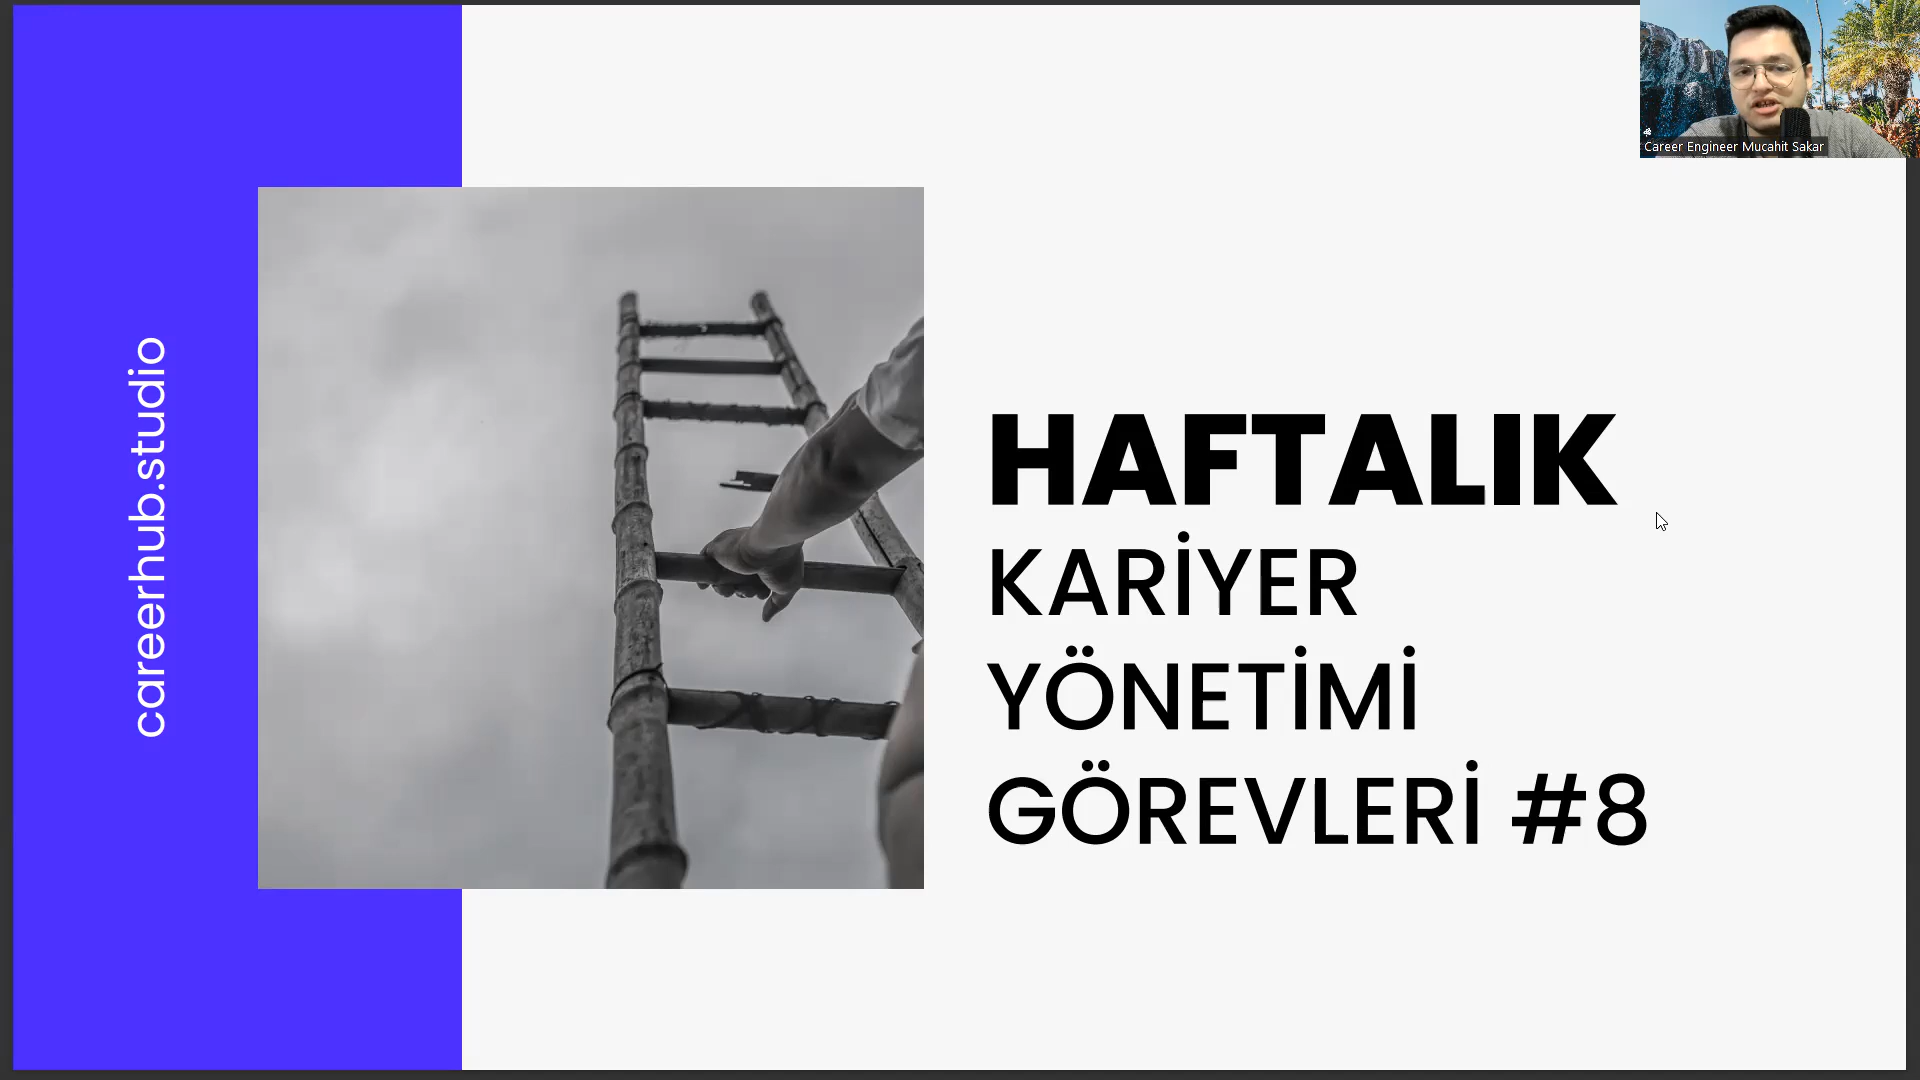 careerhub.studio
HAFTALIK
KARİYER
YÖNETİMİ
GÖREVLERİ #8
Career Engineer Mucahit Sakar